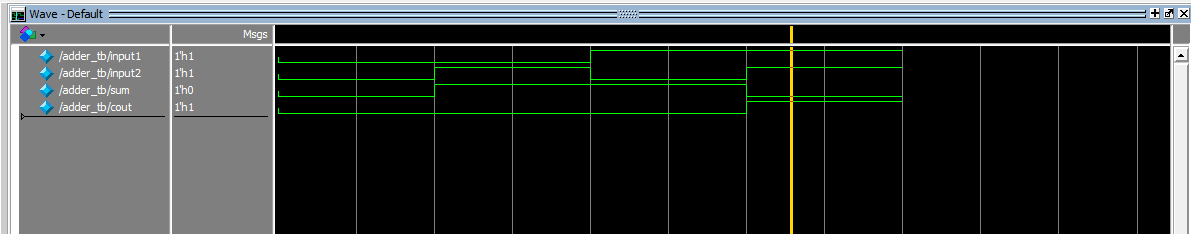 Wave - Default
Msgs
/adder_tb/input1 1'h1
/adder_tb/input2 1'h1
/adder_tb/sum 1'h0
/adder_tb/cout 1'h1